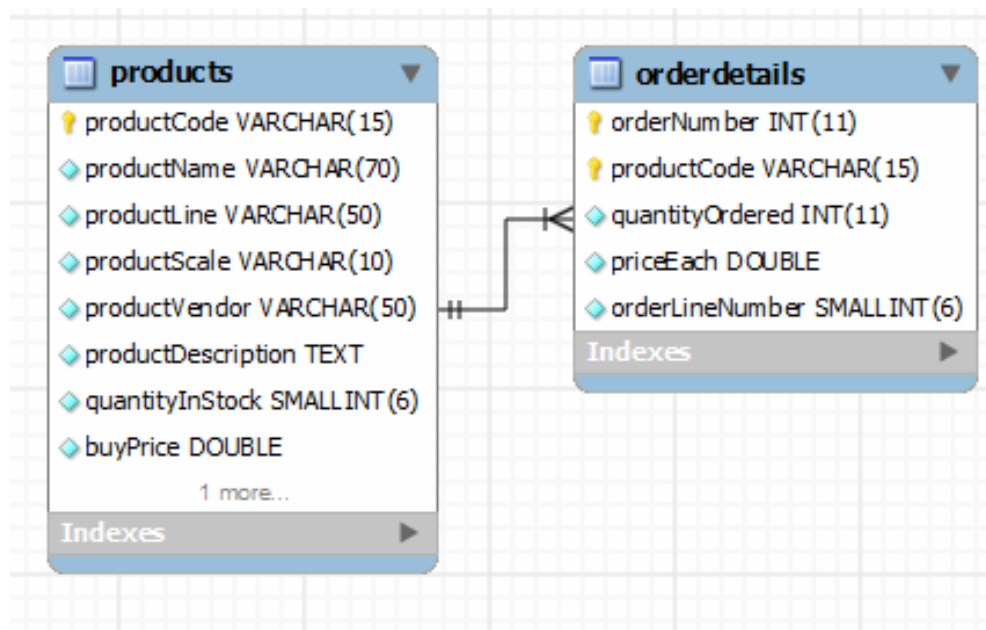 products
productCode VARCHAR(15)
productName VARCHAR(70)
productLine VARCHAR(50)
productScale VARCHAR(10)
productVendor VARCHAR(50)
productDescription TEXT
quantityInStock SMALLINT(6)
buyPrice DOUBLE
1 more...
Indexes
orderdetails
orderNumber INT(11)
productCode VARCHAR(15)
quantityOrdered INT(11)
priceEach DOUBLE
orderLineNumber SMALLINT(6)
Indexes